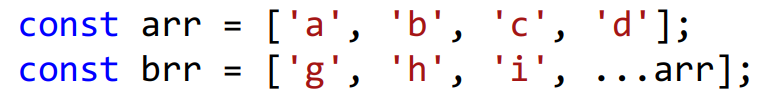 const arr = ['a', 'b', 'c', 'd'];
const brr = ['g', 'h', 'i', ...arr];